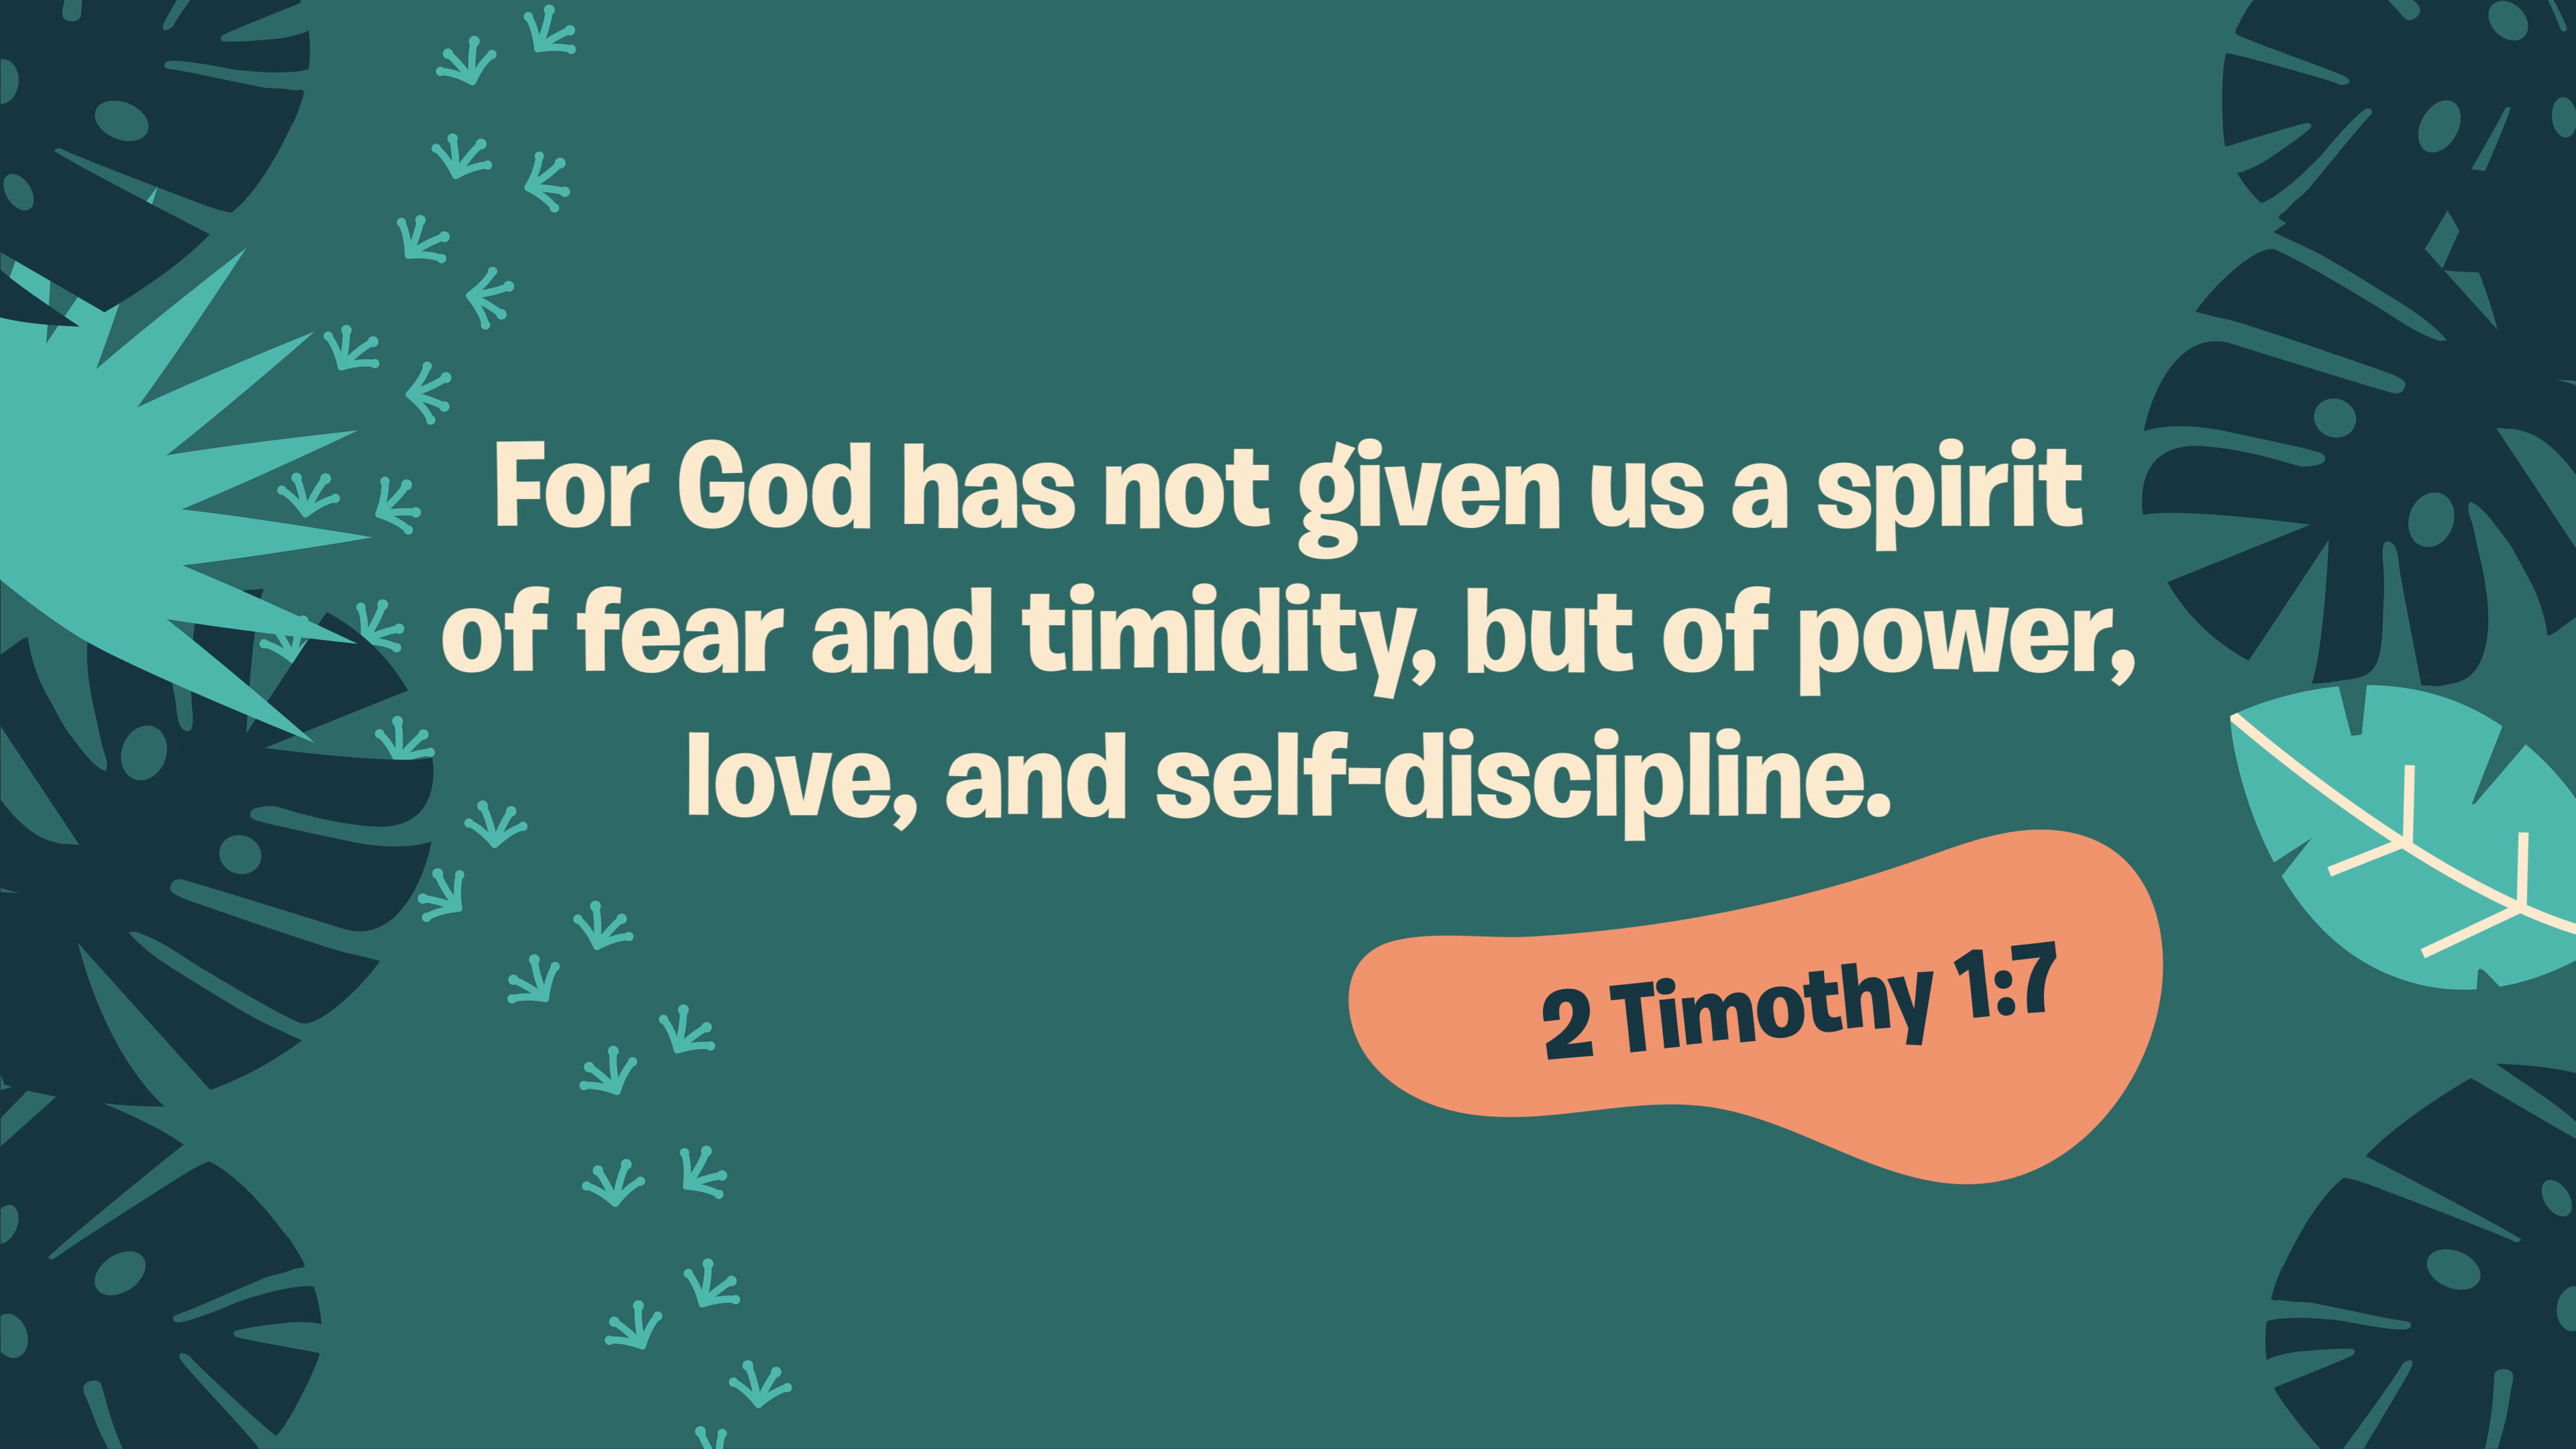 For God has not given us a spirit
of fear and timidity, but of power,
love, and self-discipline.
2 Timothy 1:7